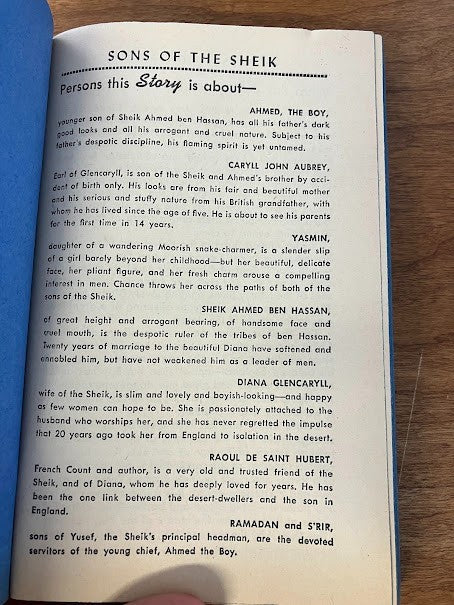 SONS OF THE SHEIK
Persons this Story is about—
AHMED, THE BOY,
younger son of Sheik Ahmed ben Hassan, has all his father's dark
good looks and all his arrogant and cruel nature. Subject to his
father's despotic discipline, his flaming spirit is yet untamed.
CARYLL JOHN AUBREY,
Earl of Glencaryll, is son of the Sheik and Ahmed's brother by acci-
dent of birth only. His looks are from his fair and beautiful mother
and his serious and stuffy nature from his British grandfather, with
whom he has lived since the age of five. He is about to see his parents
for the first time in 14 years.
YASMIN,
daughter of a wandering Moorish snake-charmer, is a slender slip
of a girl barely beyond her childhood—but her beautiful, delicate
face, her pliant figure, and her fresh charm arouse a compelling
interest in men. Chance throws her across the paths of both of the
sons of the Sheik.
SHEIK AHMED BEN HASSAN,
of great height and arrogant bearing, of handsome face and
cruel mouth, is the despotic ruler of the tribes of ben Hassan.
Twenty years of marriage to the beautiful Diana have softened and
ennobled him, but have not weakened him as a leader of men.
DIANA GLENCARYLL,
wife of the Sheik, is slim and lovely and boyish-looking—and happy
as few women can hope to be. She is passionately attached to the
husband who worships her, and she has never regretted the impulse
that 20 years ago took her from England to isolation in the desert.
RAOUL DE SAINT HUBERT,
French Count and author, is a very old and trusted friend of the
Sheik, and of Diana, whom he has deeply loved for years. He has
been the one link between the desert-dwellers and the son in
England.
RAMADAN and S'RIR,
sons of Yusef, the Sheik's principal headman, are the devoted
servitors of the young chief, Ahmed the Boy.